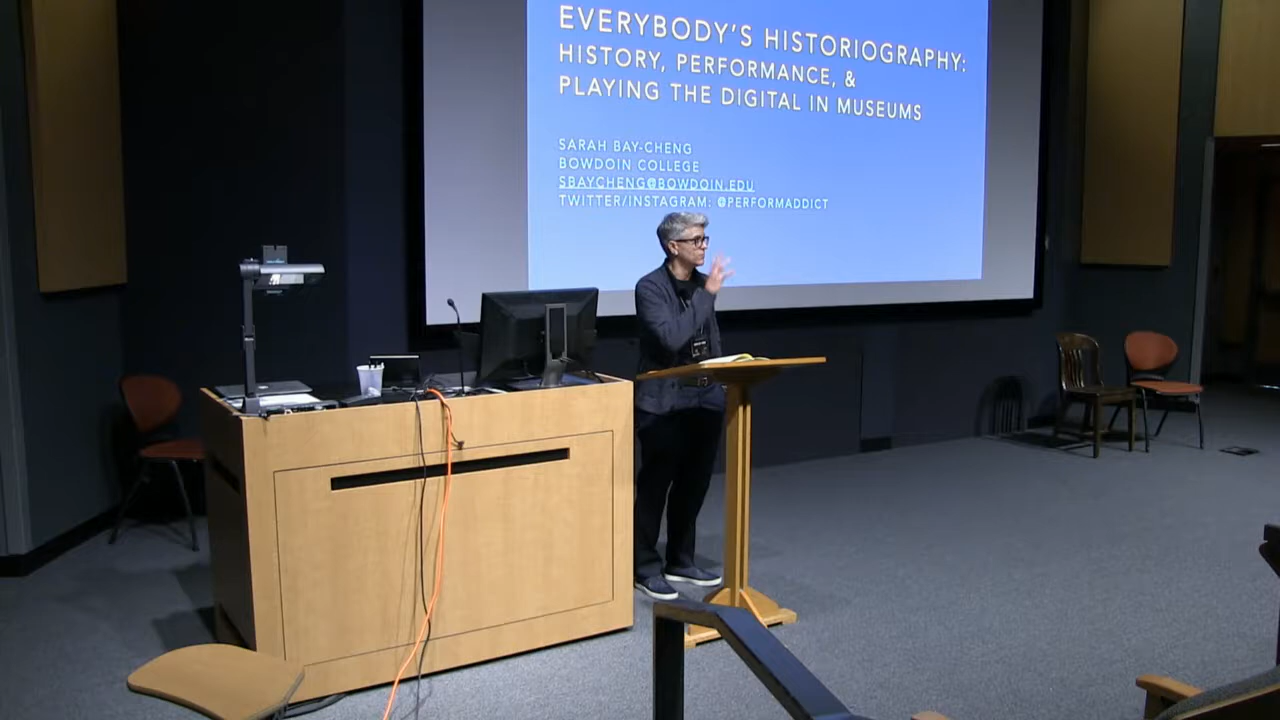 EVERYBODY'S HISTORIOGRAPHY:
HISTORY, PERFORMANCE, &
PLAYING THE DIGITAL IN MUSEUMS
SARAH BAY-CHENG
BOWDOIN COLLEGE
SBAYCHENG@BOWDOIN.EDU
TWITTER/INSTAGRAM: @PERFORMADDICT